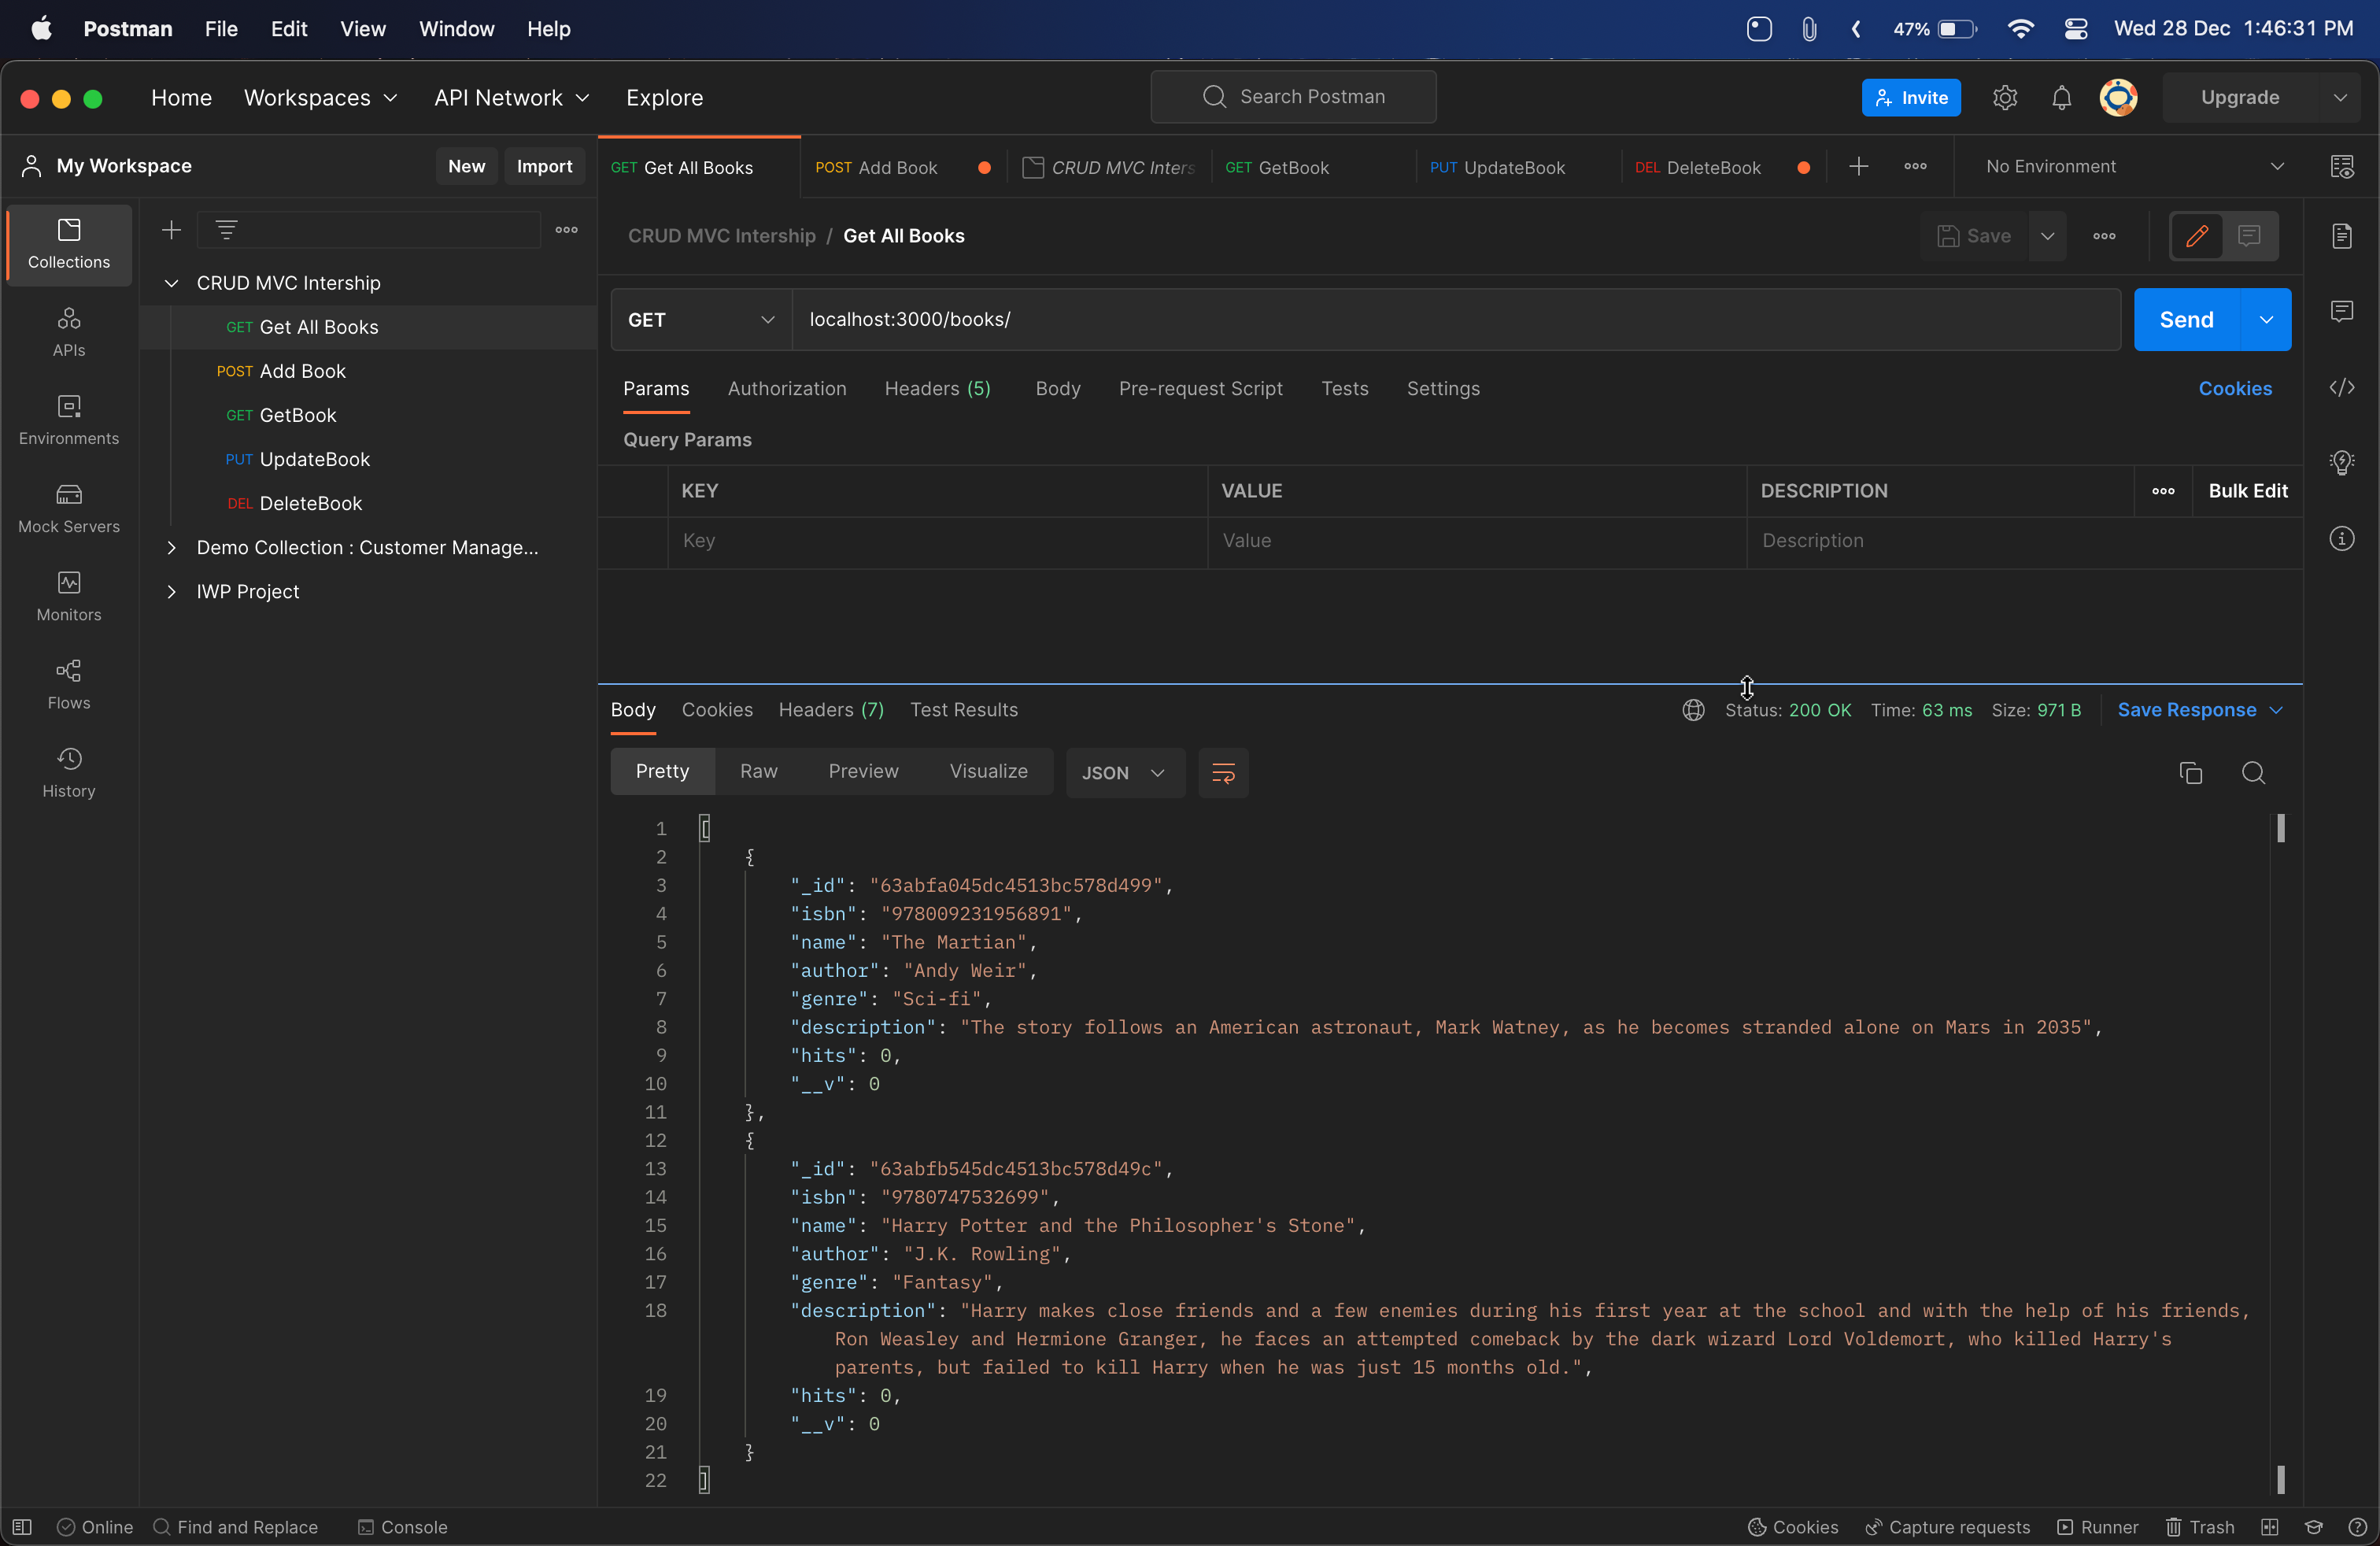 Postman File Edit View Window Help 47% Wed 28 Dec 1:46:31 PM
Home Workspaces API Network Explore Search Postman Invite Upgrade
My Workspace New Import
GET Get All Books POST Add Book CRUD MVC Inters GET GetBook PUT UpdateBook DEL DeleteBook No Environment
Collections
APIs
Environments
Mock Servers
Monitors
Flows
History
CRUD MVC Intership
GET Get All Books
POST Add Book
GET GetBook
PUT UpdateBook
DEL DeleteBook
Demo Collection : Customer Manage...
IWP Project
CRUD MVC Intership / Get All Books Save
GET localhost:3000/books/ Send
Params Authorization Headers (5) Body Pre-request Script Tests Settings Cookies
Query Params
KEY VALUE DESCRIPTION Bulk Edit
Key Value Description
Body Cookies Headers (7) Test Results Status: 200 OK Time: 63 ms Size: 971 B Save Response
Pretty Raw Preview Visualize JSON
1 [
2 {
3 "_id": "63abfa045dc4513bc578d499",
4 "isbn": "978009231956891",
5 "name": "The Martian",
6 "author": "Andy Weir",
7 "genre": "Sci-fi",
8 "description": "The story follows an American astronaut, Mark Watney, as he becomes stranded alone on Mars in 2035",
9 "hits": 0,
10 "__v": 0
11 },
12 {
13 "_id": "63abfb545dc4513bc578d49c",
14 "isbn": "9780747532699",
15 "name": "Harry Potter and the Philosopher's Stone",
16 "author": "J.K. Rowling",
17 "genre": "Fantasy",
18 "description": "Harry makes close friends and a few enemies during his first year at the school and with the help of his friends,
Ron Weasley and Hermione Granger, he faces an attempted comeback by the dark wizard Lord Voldemort, who killed Harry's
parents, but failed to kill Harry when he was just 15 months old.",
19 "hits": 0,
20 "__v": 0
21 }
22 ]
Online Find and Replace Console Cookies Capture requests Runner Trash